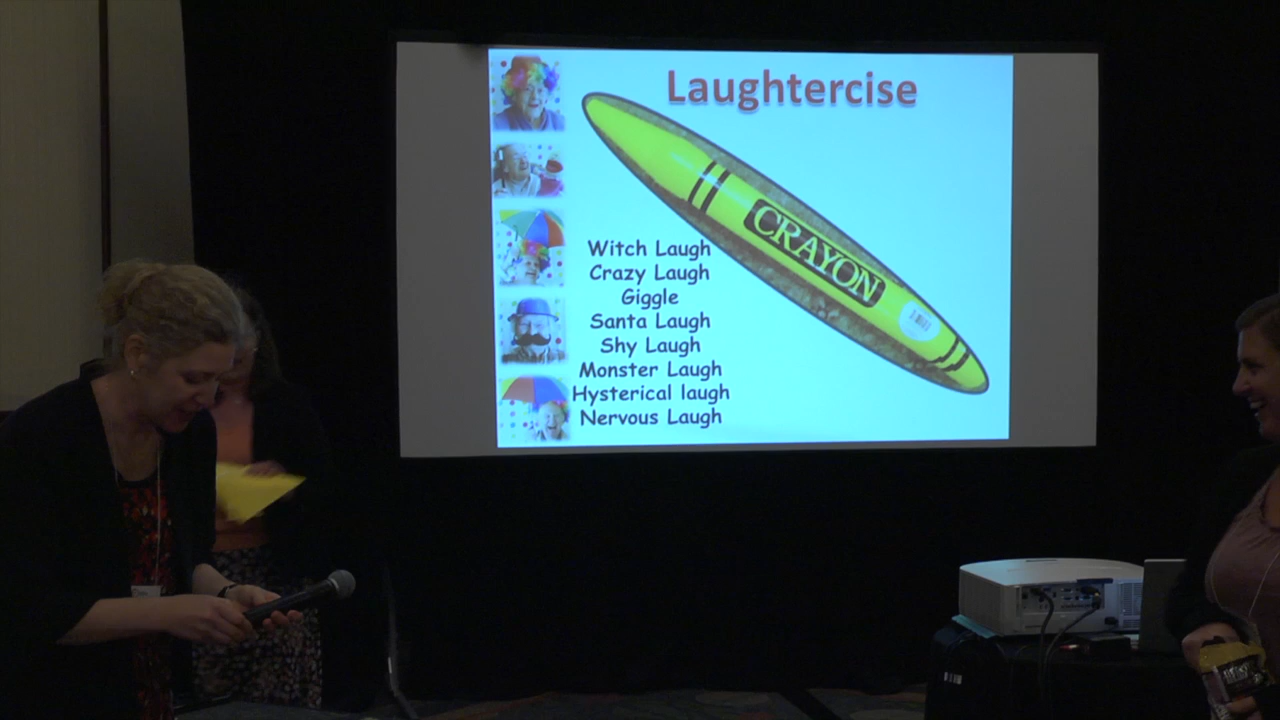 Laughtercise
CRAYON
Witch Laugh
Crazy Laugh
Giggle
Santa Laugh
Shy Laugh
Monster Laugh
Hysterical laugh
Nervous Laugh